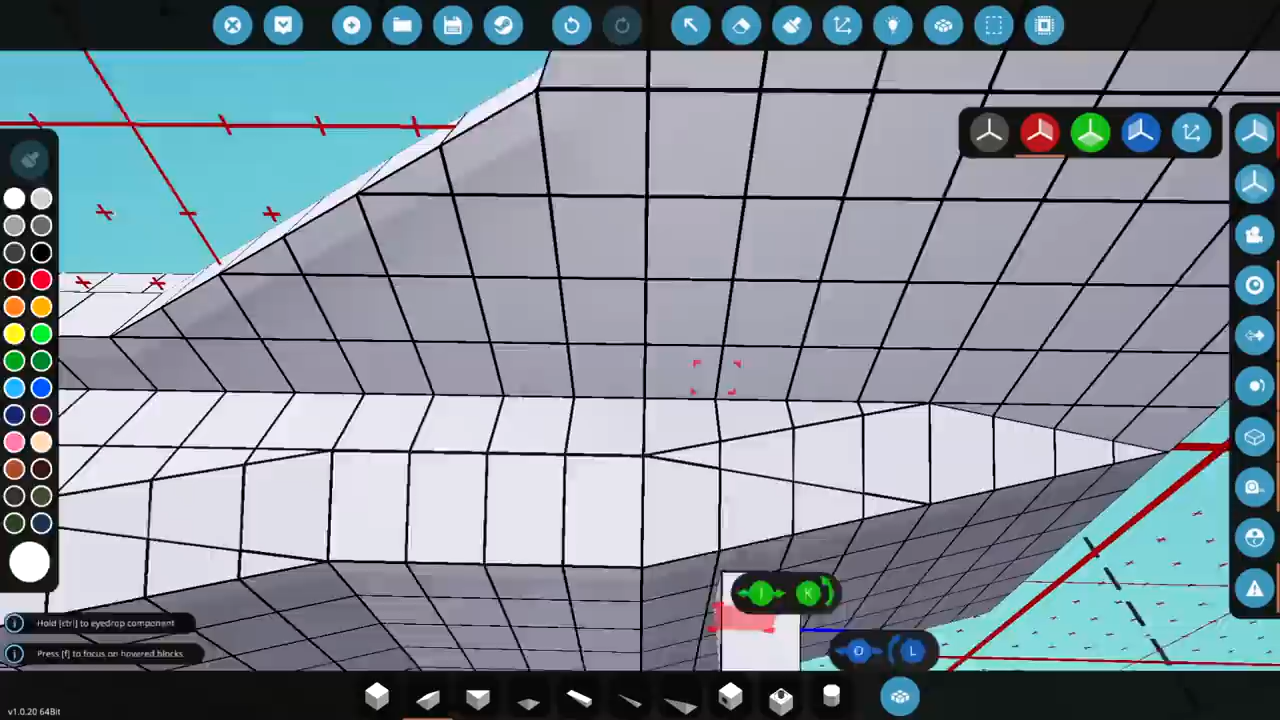 Hold [ctrl] to eyedrop component
Press [f] to focus on hovered blocks
I K
O L
v1.0.20 64Bit